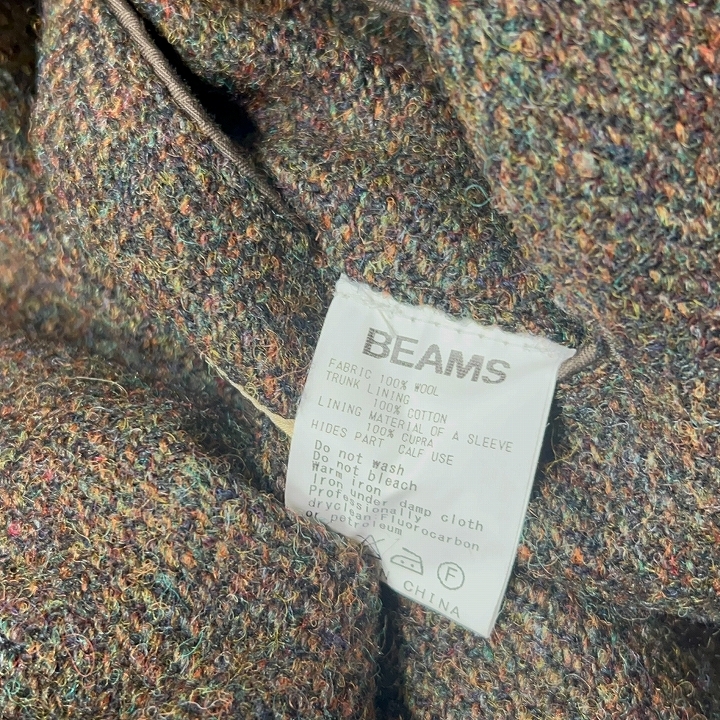 BEAMS
FABRIC 100% WOOL
TRUNK LINING
100% COTTON
LINING MATERIAL OF A SLEEVE
100% CUPRA
HIDES PART CALF USE
Do not wash
Do not bleach
Warm iron
Iron under a damp cloth
Professionally
dryclean Fluorocarbon
or petroleum
F
N CHINA